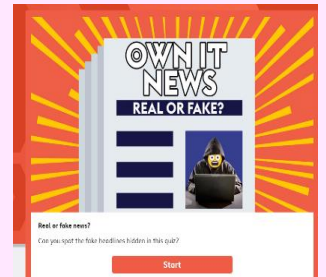 OWN IT
NEWS
REAL OR FAKE?
Real or fake news?
Can you spot the fake headlines hidden in this quiz?
Start